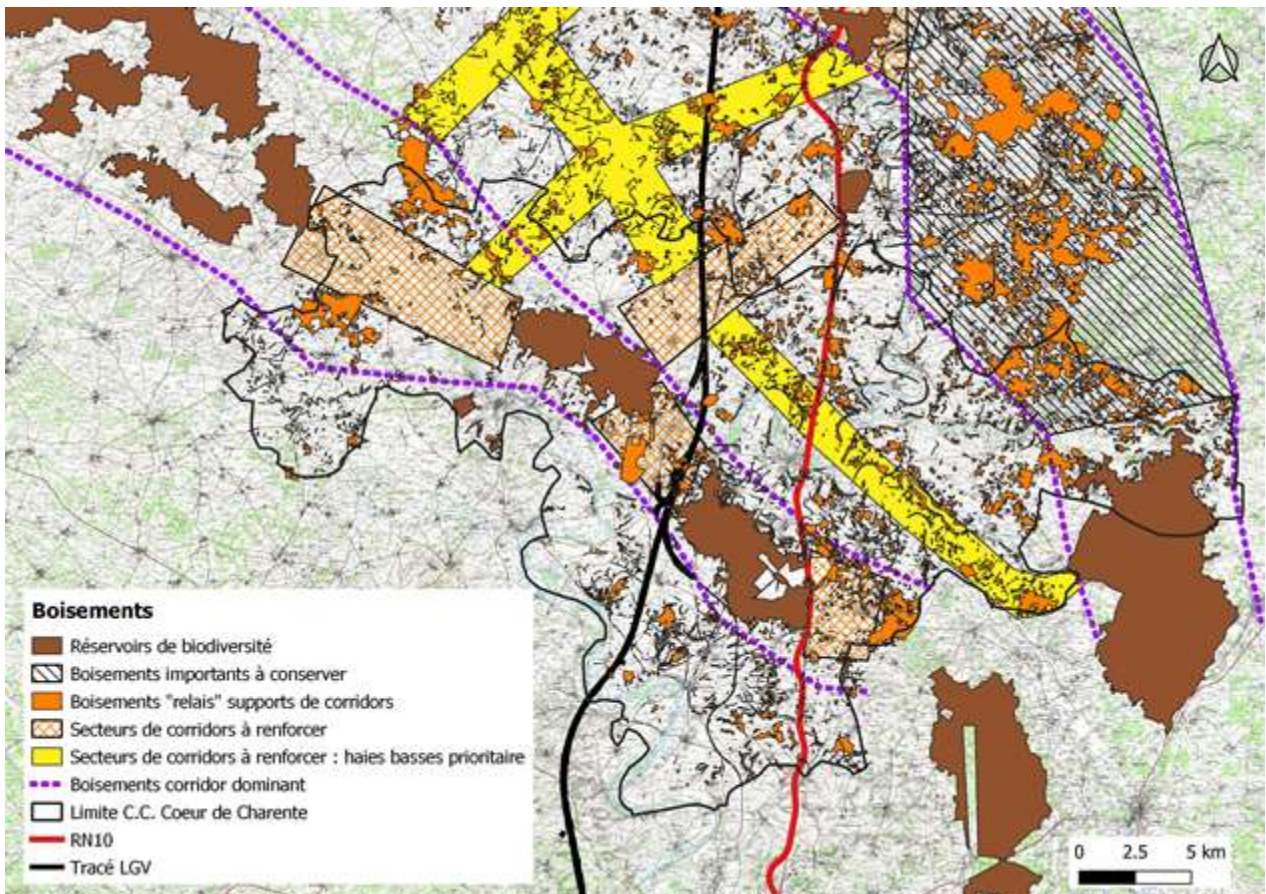 Boisements
Réservoirs de biodiversité
Boisements importants à conserver
Boisements "relais" supports de corridors
Secteurs de corridors à renforcer
Secteurs de corridors à renforcer : haies basses prioritaire
Boisements corridor dominant
Limite C.C. Coeur de Charente
RN10
Tracé LGV
0 2.5 5 km